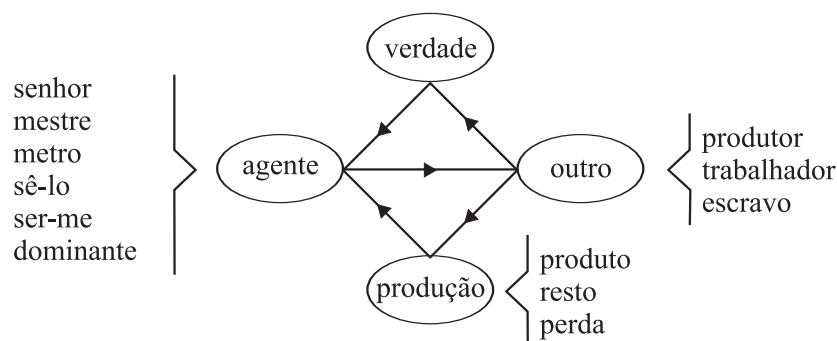 verdade
senhor
mestre
metro
sê-lo
ser-me
dominante
agente
outro
produtor
trabalhador
escravo
produção
produto
resto
perda